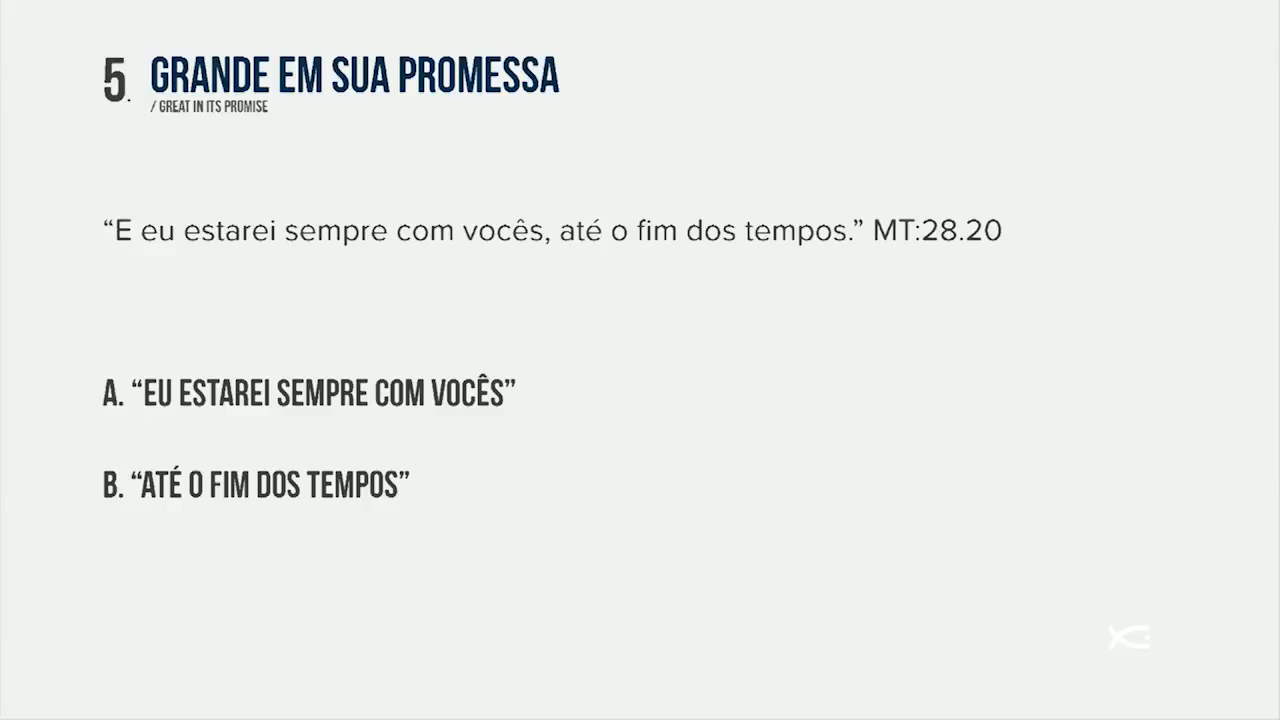 5. GRANDE EM SUA PROMESSA
/ GREAT IN ITS PROMISE
“E eu estarei sempre com vocês, até o fim dos tempos.” MT:28.20
A. “EU ESTAREI SEMPRE COM VOCÊS”
B. “ATÉ O FIM DOS TEMPOS”